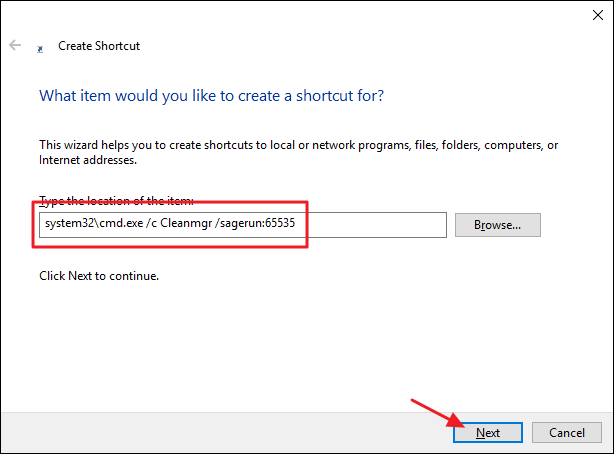 Create Shortcut
What item would you like to create a shortcut for?
This wizard helps you to create shortcuts to local or network programs, files, folders, computers, or
Internet addresses.
Type the location of the item:
system32\cmd.exe /c Cleanmgr /sagerun:65535
Browse...
Click Next to continue.
Next
Cancel